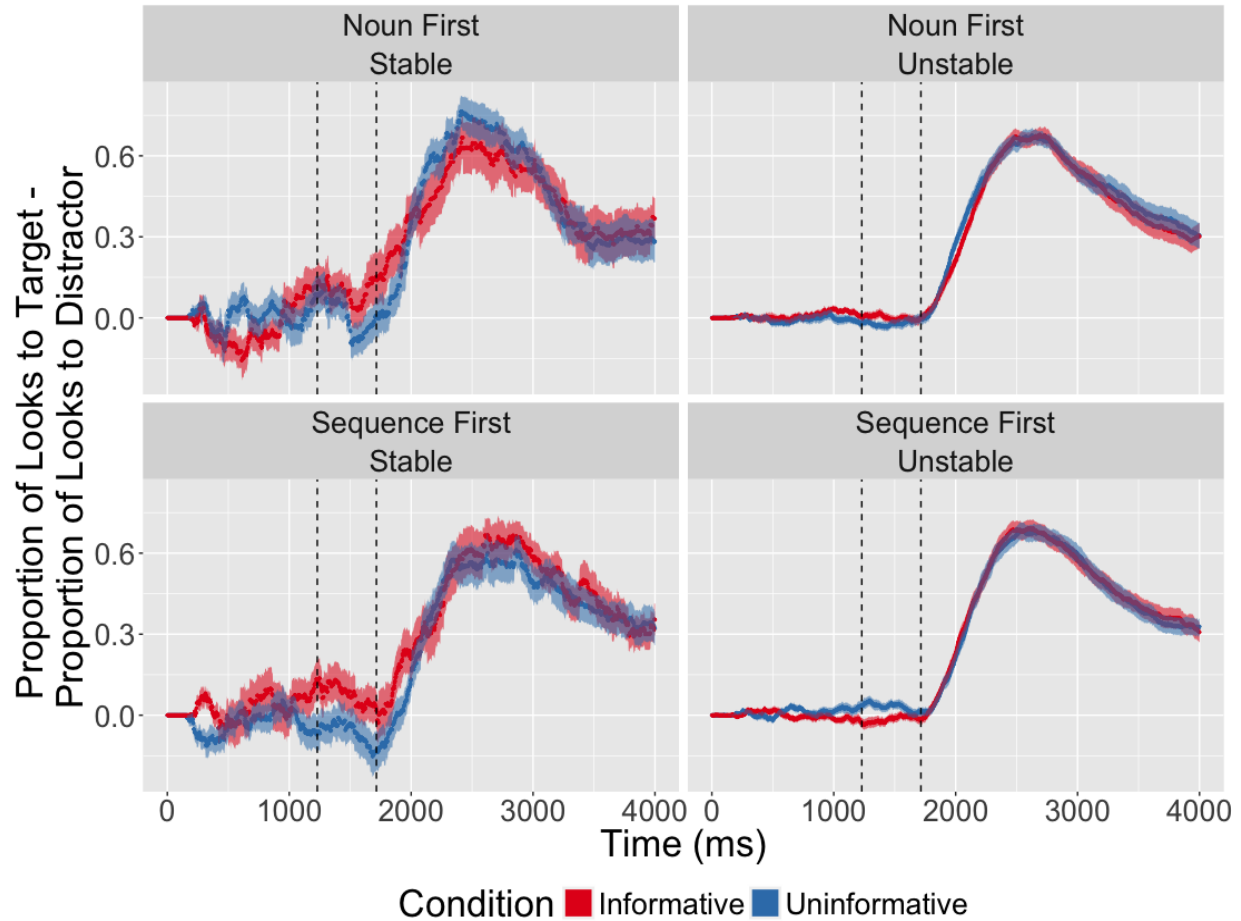 Noun First
Stable
Noun First
Unstable
Sequence First
Stable
Sequence First
Unstable
Proportion of Looks to Target -
Proportion of Looks to Distractor
0.6
0.3
0.0
0.6
0.3
0.0
0 1000 2000 3000 4000
0 1000 2000 3000 4000
Time (ms)
Condition Informative Uninformative